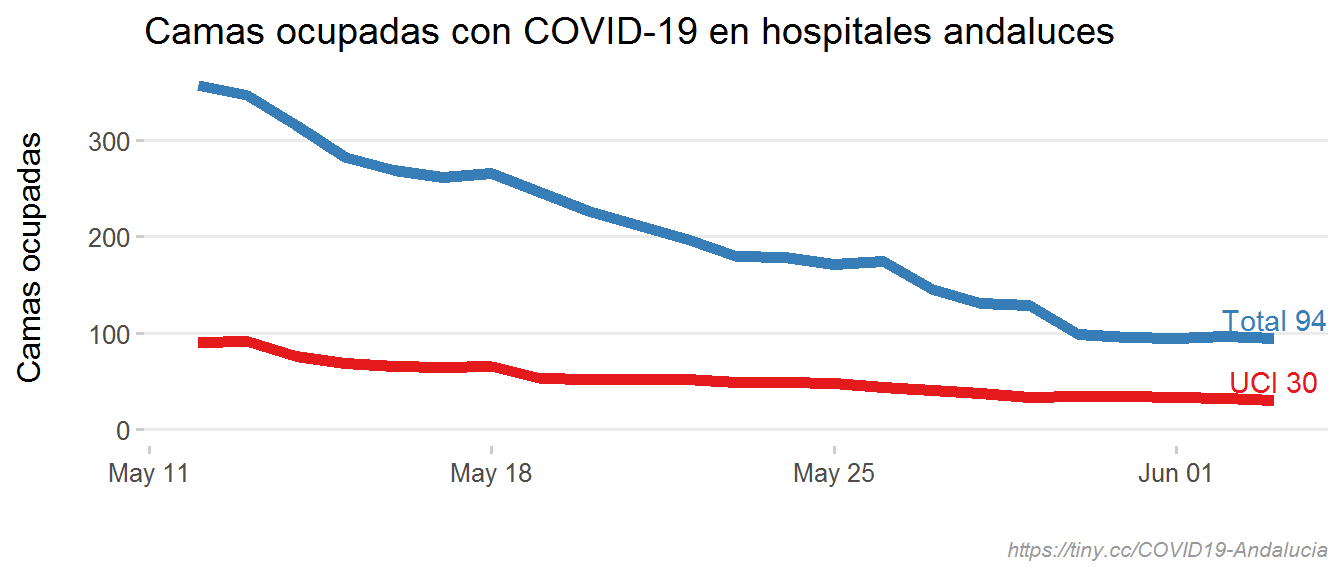 Camas ocupadas con COVID-19 en hospitales andaluces
Camas ocupadas
300
200
100
0
Total 94
UCI 30
May 11
May 18
May 25
Jun 01
https://tiny.cc/COVID19-Andalucia